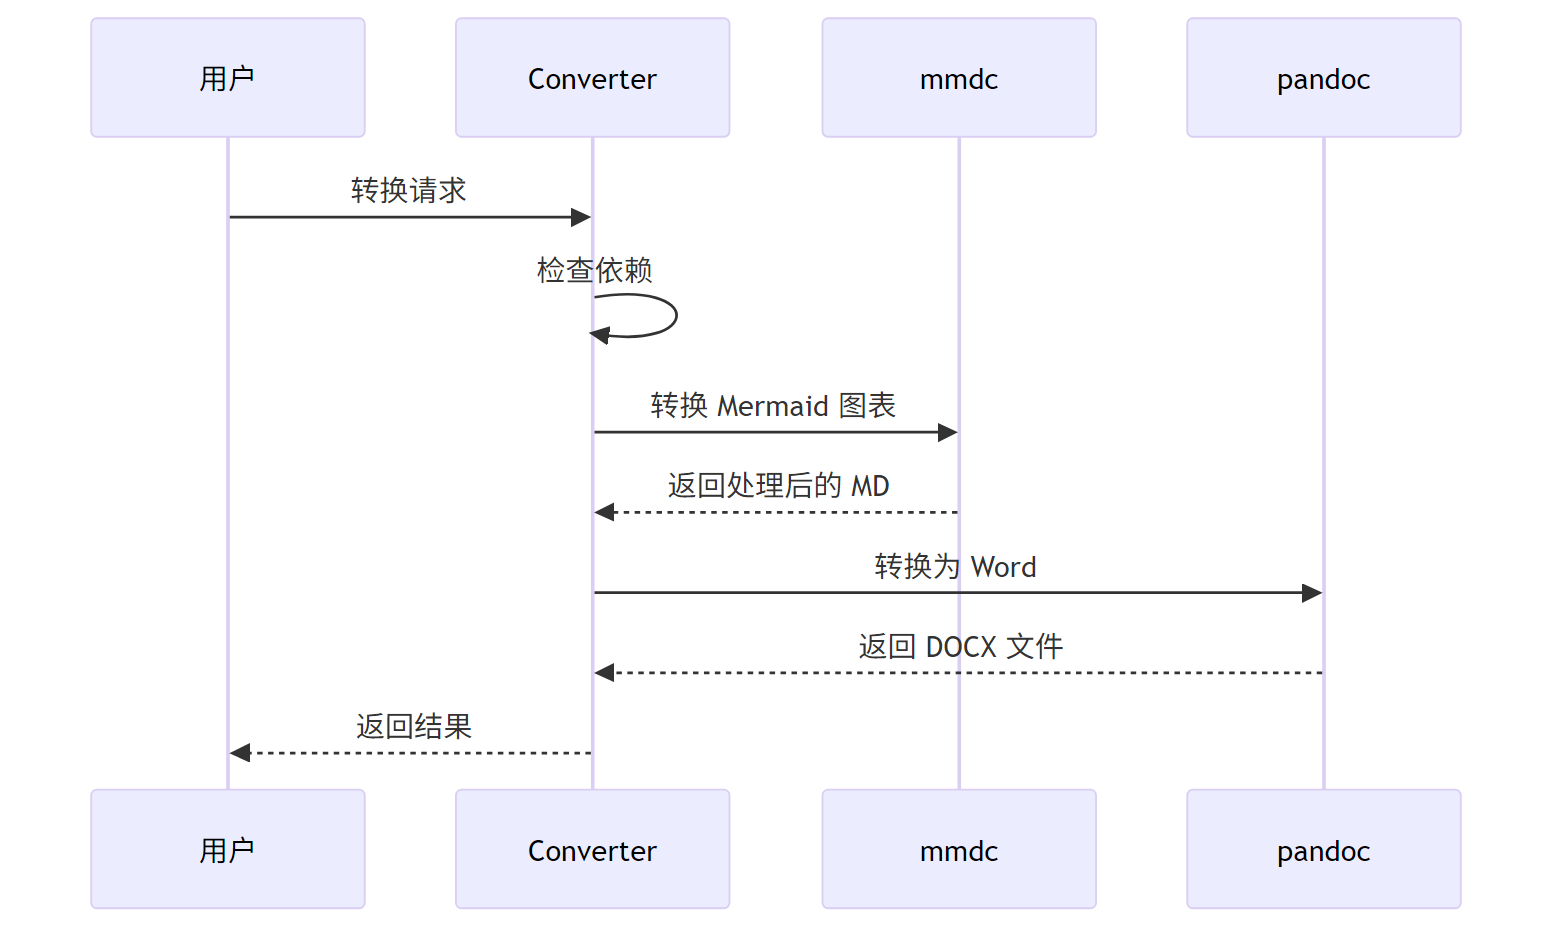 用户
Converter
mmdc
pandoc
转换请求
检查依赖
转换 Mermaid 图表
返回处理后的 MD
转换为 Word
返回 DOCX 文件
返回结果
用户
Converter
mmdc
pandoc